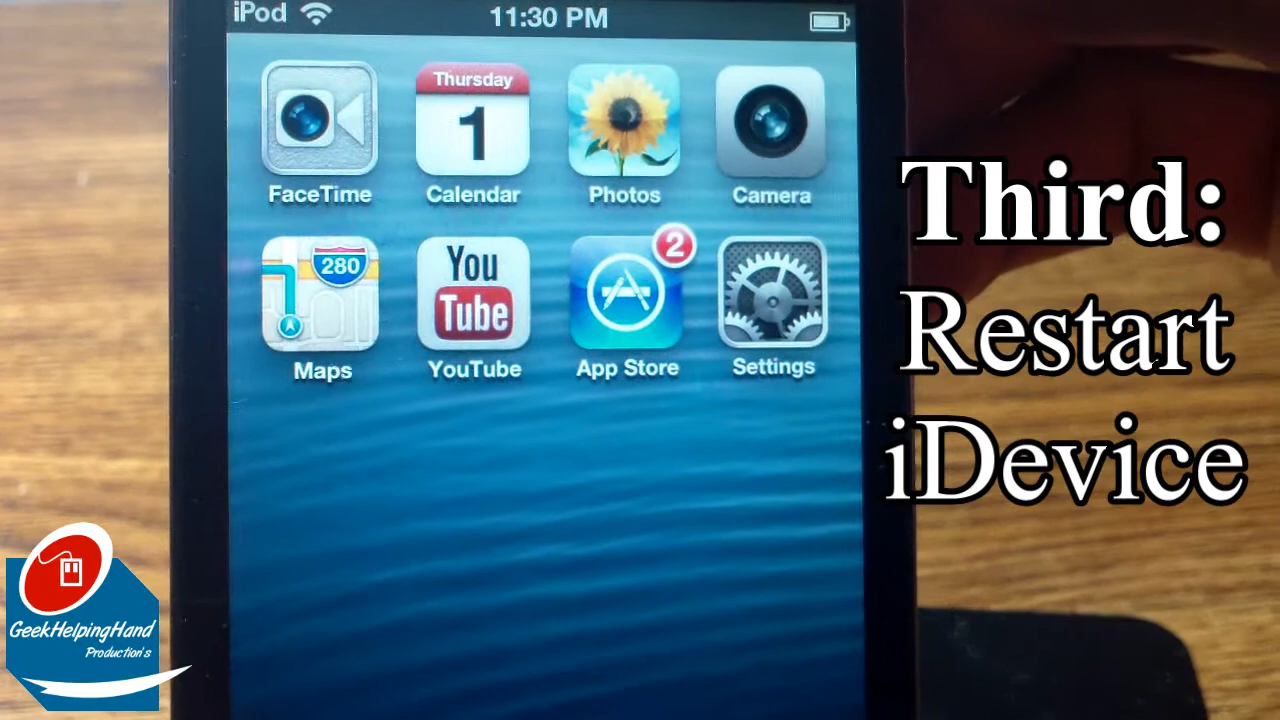 iPod 11:30 PM
Thursday
1
FaceTime Calendar Photos Camera
280
You
Tube
2
Maps YouTube App Store Settings
Third:
Restart
iDevice
GeekHelpingHand
Production's